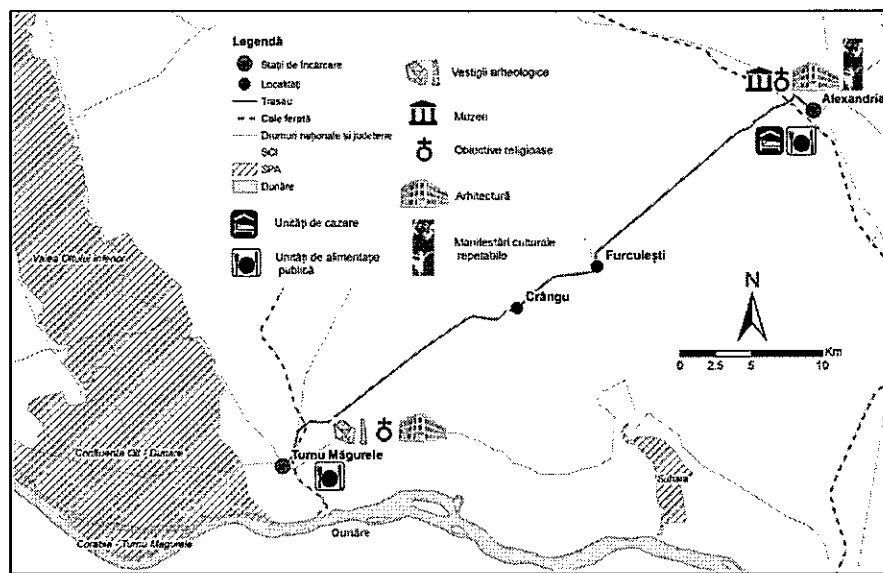 Legendă
Stații de încărcare
Localități
Traseu
Cale ferată
Drumuri naționale și județene
SCI
SPA
Dunăre
Unități de cazare
Unități de alimentație
publică
Vestigii arheologice
Muzee
Obiective religioase
Arhitectură
Manifestări culturale
repetabile
Alexandria
Furculești
Crângu
Turnu Măgurele
Valea Oltului Inferior
Confluența Olt - Dunăre
Corabia - Turnu Măgurele
Dunăre
Suhaia
N
Km
0 2.5 5 10